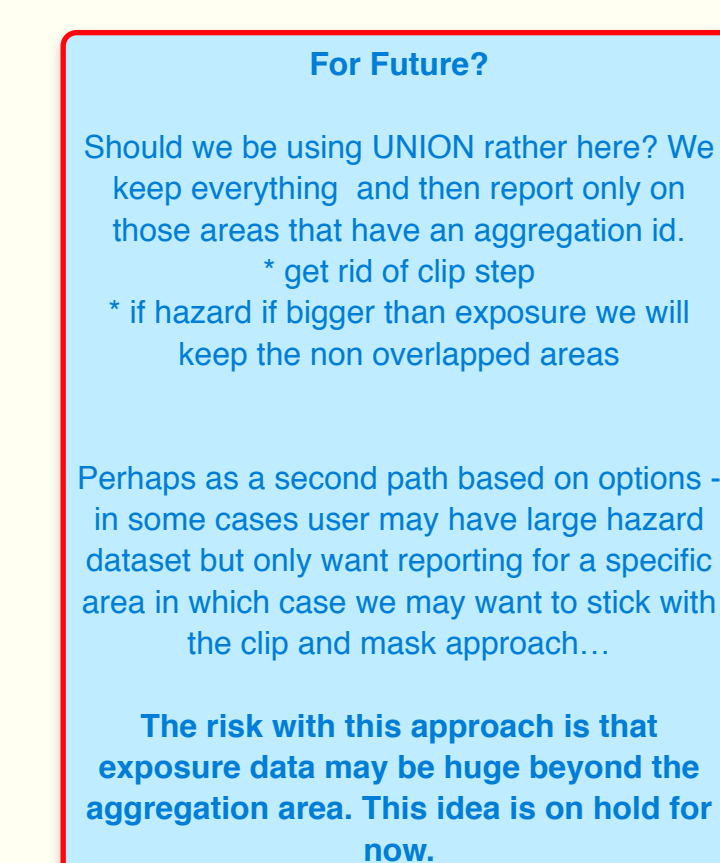 For Future?
Should we be using UNION rather here? We
keep everything  and then report only on
those areas that have an aggregation id.
* get rid of clip step
* if hazard if bigger than exposure we will
keep the non overlapped areas
Perhaps as a second path based on options -
in some cases user may have large hazard
dataset but only want reporting for a specific
area in which case we may want to stick with
the clip and mask approach…
The risk with this approach is that
exposure data may be huge beyond the
aggregation area. This idea is on hold for
now.